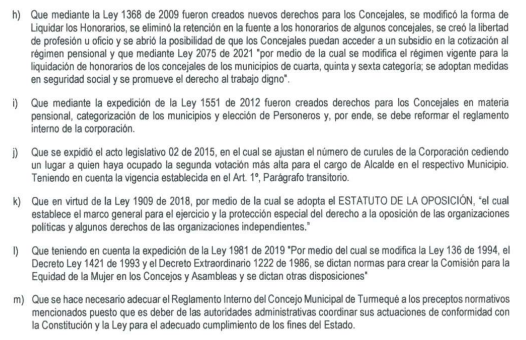 h) Que mediante la Ley 1368 de 2009 fueron creados nuevos derechos para los Concejales, se modificó la forma de
Liquidar los Honorarios, se eliminó la retención en la fuente a los honorarios de algunos concejales, se creó la libertad
de profesión u oficio y se abrió la posibilidad de que los Concejales puedan acceder a un subsidio en la cotización al
régimen pensional y que mediante Ley 2075 de 2021 "por medio de la cual se modifica el régimen vigente para la
liquidación de honorarios de los concejales de los municipios de cuarta, quinta y sexta categoría; se adoptan medidas
en seguridad social y se promueve el derecho al trabajo digno".
i) Que mediante la expedición de la Ley 1551 de 2012 fueron creados derechos para los Concejales en materia
pensional, categorización de los municipios y elección de Personeros y, por ende, se debe reformar el reglamento
interno de la corporación.
j) Que se expidió el acto legislativo 02 de 2015, en el cual se ajustan el número de curules de la Corporación cediendo
un lugar a quien haya ocupado la segunda votación más alta para el cargo de Alcalde en el respectivo Municipio.
Teniendo en cuenta la vigencia establecida en el Art. 1º, Parágrafo transitorio.
k) Que en virtud de la Ley 1909 de 2018, por medio de la cual se adopta el ESTATUTO DE LA OPOSICIÓN, "el cual
establece el marco general para el ejercicio y la protección especial del derecho a la oposición de las organizaciones
políticas y algunos derechos de las organizaciones independientes."
l) Que teniendo en cuenta la expedición de la Ley 1981 de 2019 "Por medio del cual se modifica la Ley 136 de 1994, el
Decreto Ley 1421 de 1993 y el Decreto Extraordinario 1222 de 1986, se dictan normas para crear la Comisión para la
Equidad de la Mujer en los Concejos y Asambleas y se dictan otras disposiciones"
m) Que se hace necesario adecuar el Reglamento Interno del Concejo Municipal de Turmequé a los preceptos normativos
mencionados puesto que es deber de las autoridades administrativas coordinar sus actuaciones de conformidad con
la Constitución y la Ley para el adecuado cumplimiento de los fines del Estado.